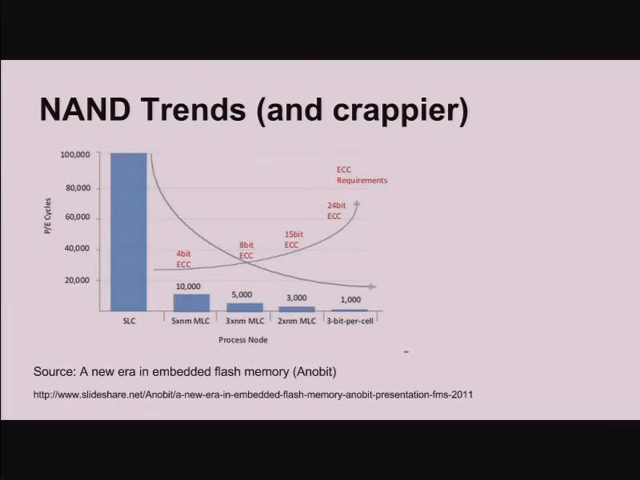 NAND Trends (and crappier)
100,000
80,000
60,000
40,000
20,000
P/E Cycles
ECC
Requirements
24bit
ECC
15bit
ECC
8bit
ECC
4bit
ECC
10,000
5,000
3,000
1,000
SLC
5xnm MLC
3xnm MLC
2xnm MLC
3-bit-per-cell
Process Node
Source: A new era in embedded flash memory (Anobit)
http://www.slideshare.net/Anobit/a-new-era-in-embedded-flash-memory-anobit-presentation-fms-2011